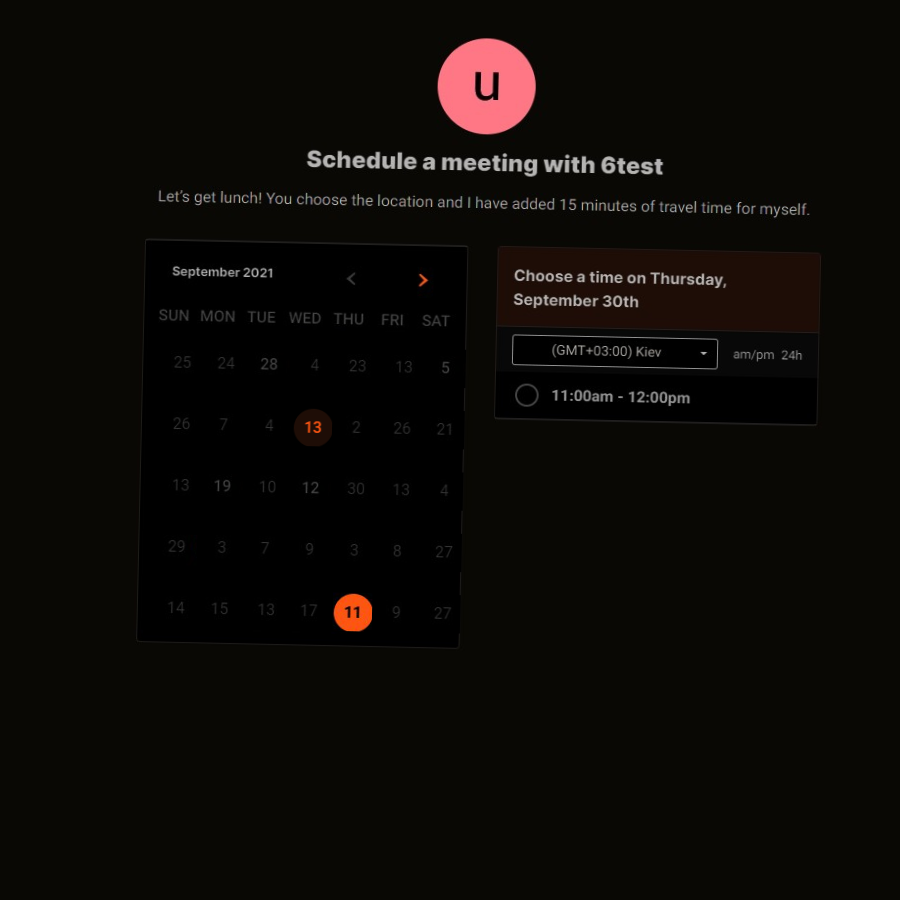 u
Schedule a meeting with 6test
Let's get lunch! You choose the location and I have added 15 minutes of travel time for myself.
September 2021
SUN MON TUE WED THU FRI SAT
25 24 28 4 23 13 5
26 7 4 13 2 26 21
13 19 10 12 30 13 4
29 3 7 9 3 8 27
14 15 13 17 11 9 27
Choose a time on Thursday,
September 30th
(GMT+03:00) Kiev am/pm 24h
11:00am - 12:00pm